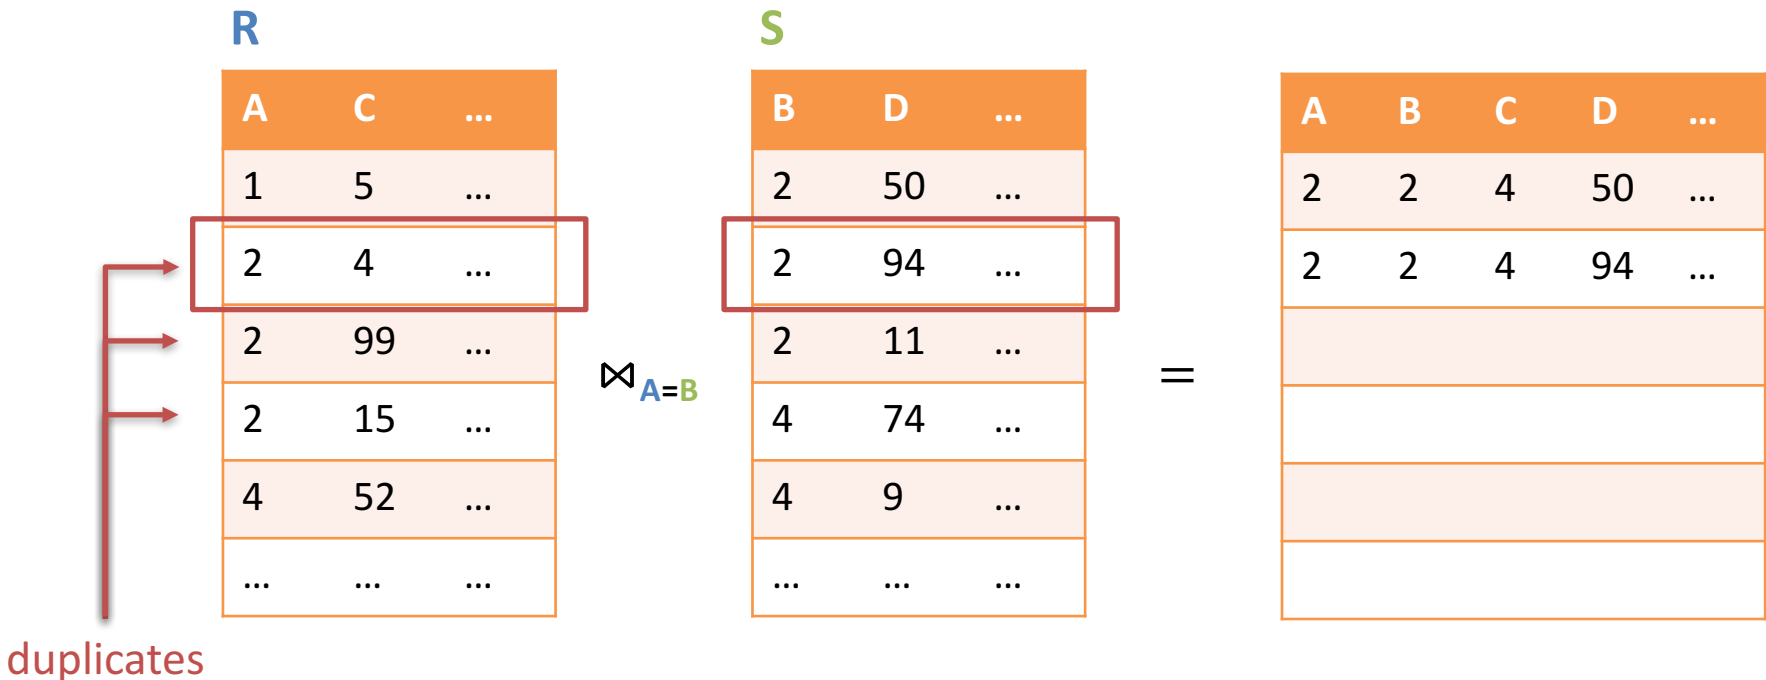 R
A C ...
1 5 ...
2 4 ...
2 99 ...
2 15 ...
4 52 ...
... ... ...
duplicates
⋈ A=B
S
B D ...
2 50 ...
2 94 ...
2 11 ...
4 74 ...
4 9 ...
... ... ...
=
A B C D ...
2 2 4 50 ...
2 2 4 94 ...